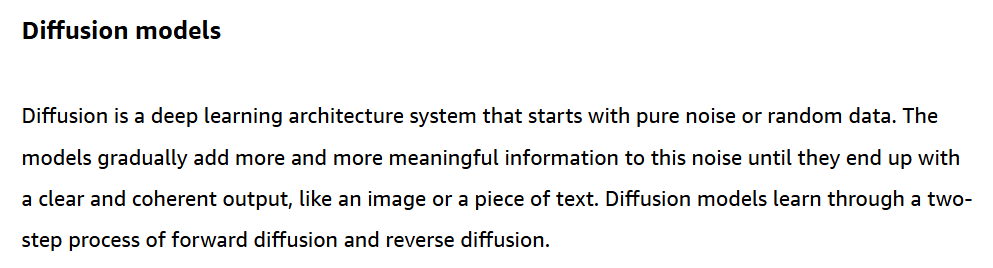 Diffusion models
Diffusion is a deep learning architecture system that starts with pure noise or random data. The
models gradually add more and more meaningful information to this noise until they end up with
a clear and coherent output, like an image or a piece of text. Diffusion models learn through a two-
step process of forward diffusion and reverse diffusion.